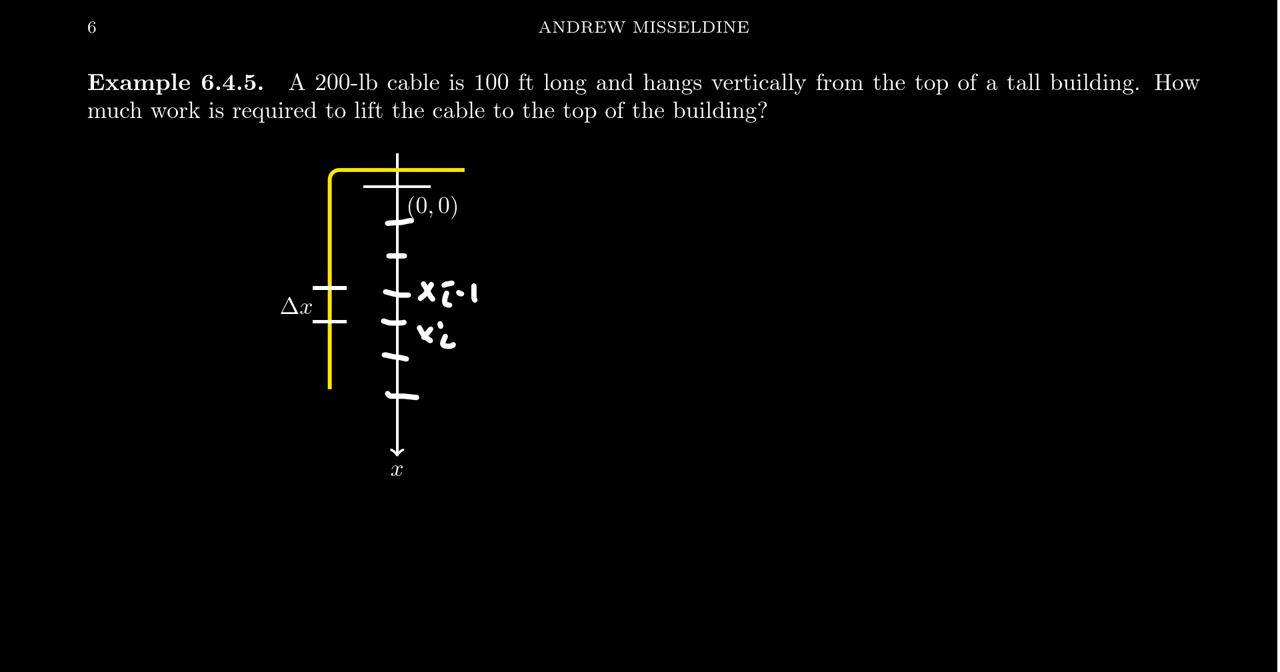 6
ANDREW MISSELDINE
Example 6.4.5. A 200-lb cable is 100 ft long and hangs vertically from the top of a tall building. How
much work is required to lift the cable to the top of the building?
(0, 0)
x i-1
Δx
x i
x